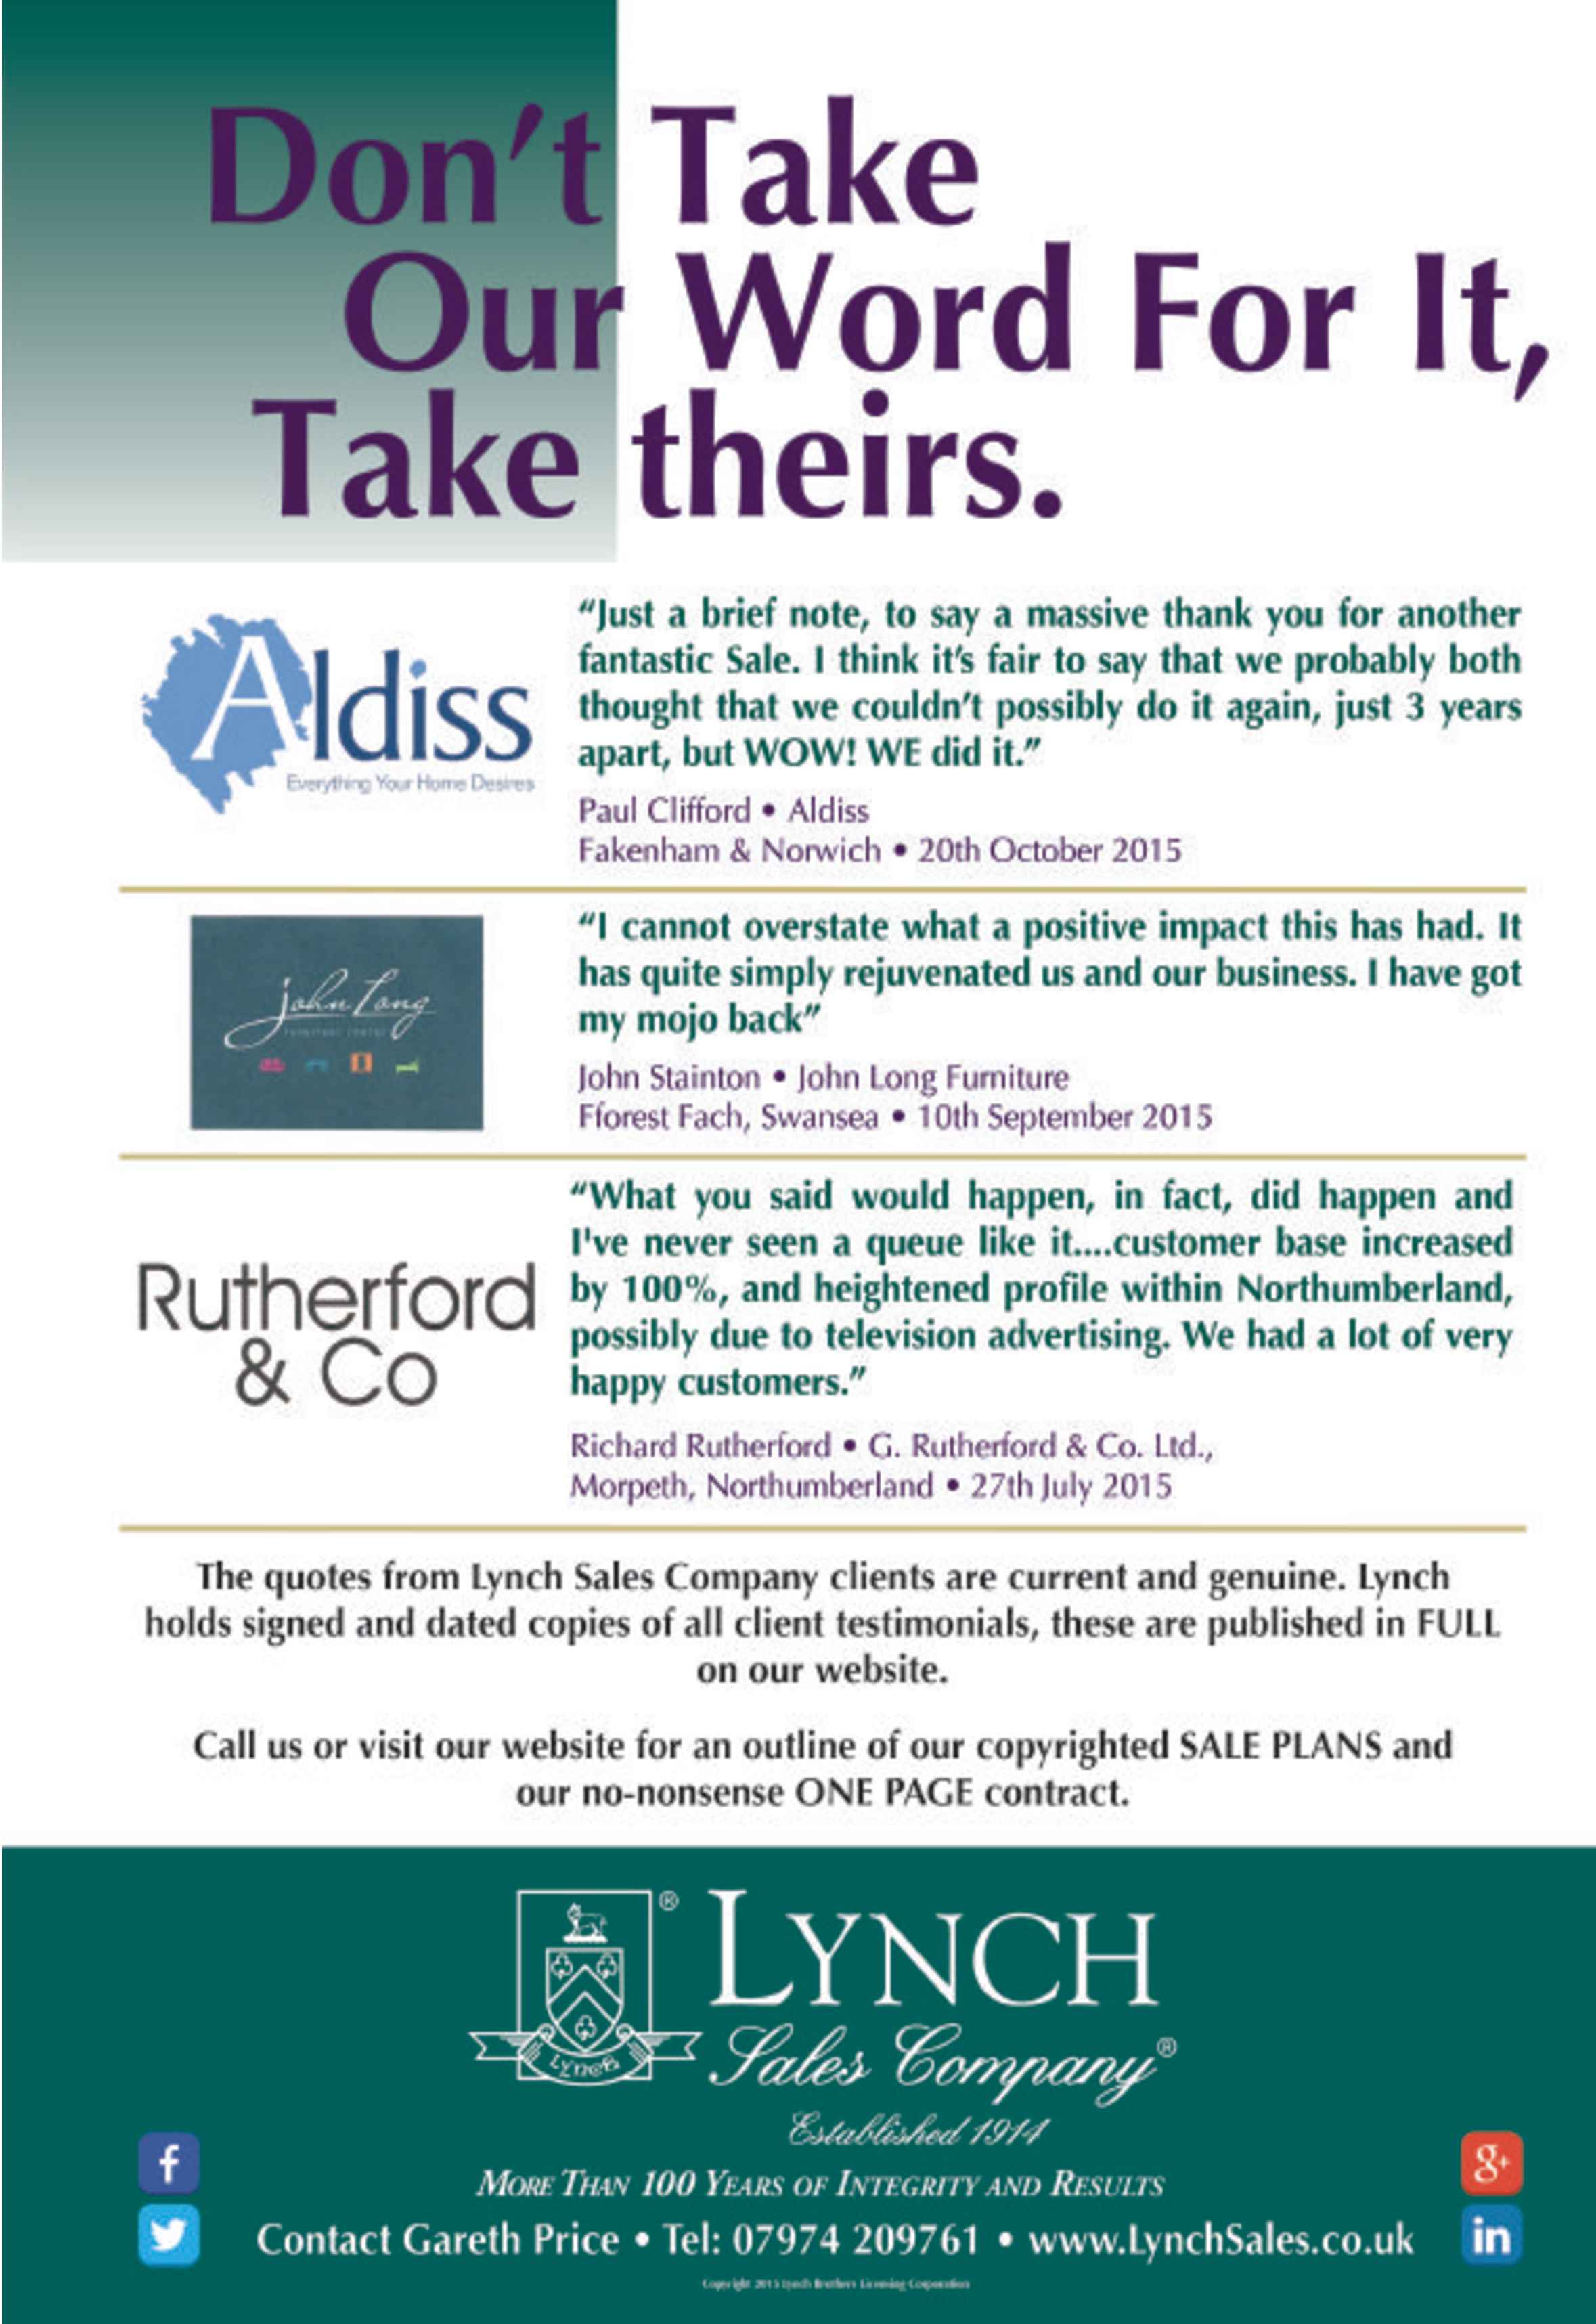 Don't Take
Our Word For It,
Take theirs.
Aldiss
Everything Your Home Desires
“Just a brief note, to say a massive thank you for another
fantastic Sale. I think it's fair to say that we probably both
thought that we couldn't possibly do it again, just 3 years
apart, but WOW! WE did it.”
Paul Clifford • Aldiss
Fakenham & Norwich • 20th October 2015
John Long
“I cannot overstate what a positive impact this has had. It
has quite simply rejuvenated us and our business. I have got
my mojo back”
John Stainton • John Long Furniture
Fforest Fach, Swansea • 10th September 2015
Rutherford
& Co
“What you said would happen, in fact, did happen and
I've never seen a queue like it....customer base increased
by 100%, and heightened profile within Northumberland,
possibly due to television advertising. We had a lot of very
happy customers.”
Richard Rutherford • G. Rutherford & Co. Ltd.,
Morpeth, Northumberland • 27th July 2015
The quotes from Lynch Sales Company clients are current and genuine. Lynch
holds signed and dated copies of all client testimonials, these are published in FULL
on our website.
Call us or visit our website for an outline of our copyrighted SALE PLANS and
our no-nonsense ONE PAGE contract.
Lynch
®
LYNCH
Sales Company®
Established 1914
MORE THAN 100 YEARS OF INTEGRITY AND RESULTS
Contact Gareth Price • Tel: 07974 209761 • www.LynchSales.co.uk
Copyright 2015 Lynch Brothers Licensing Corporation
f
g+
in